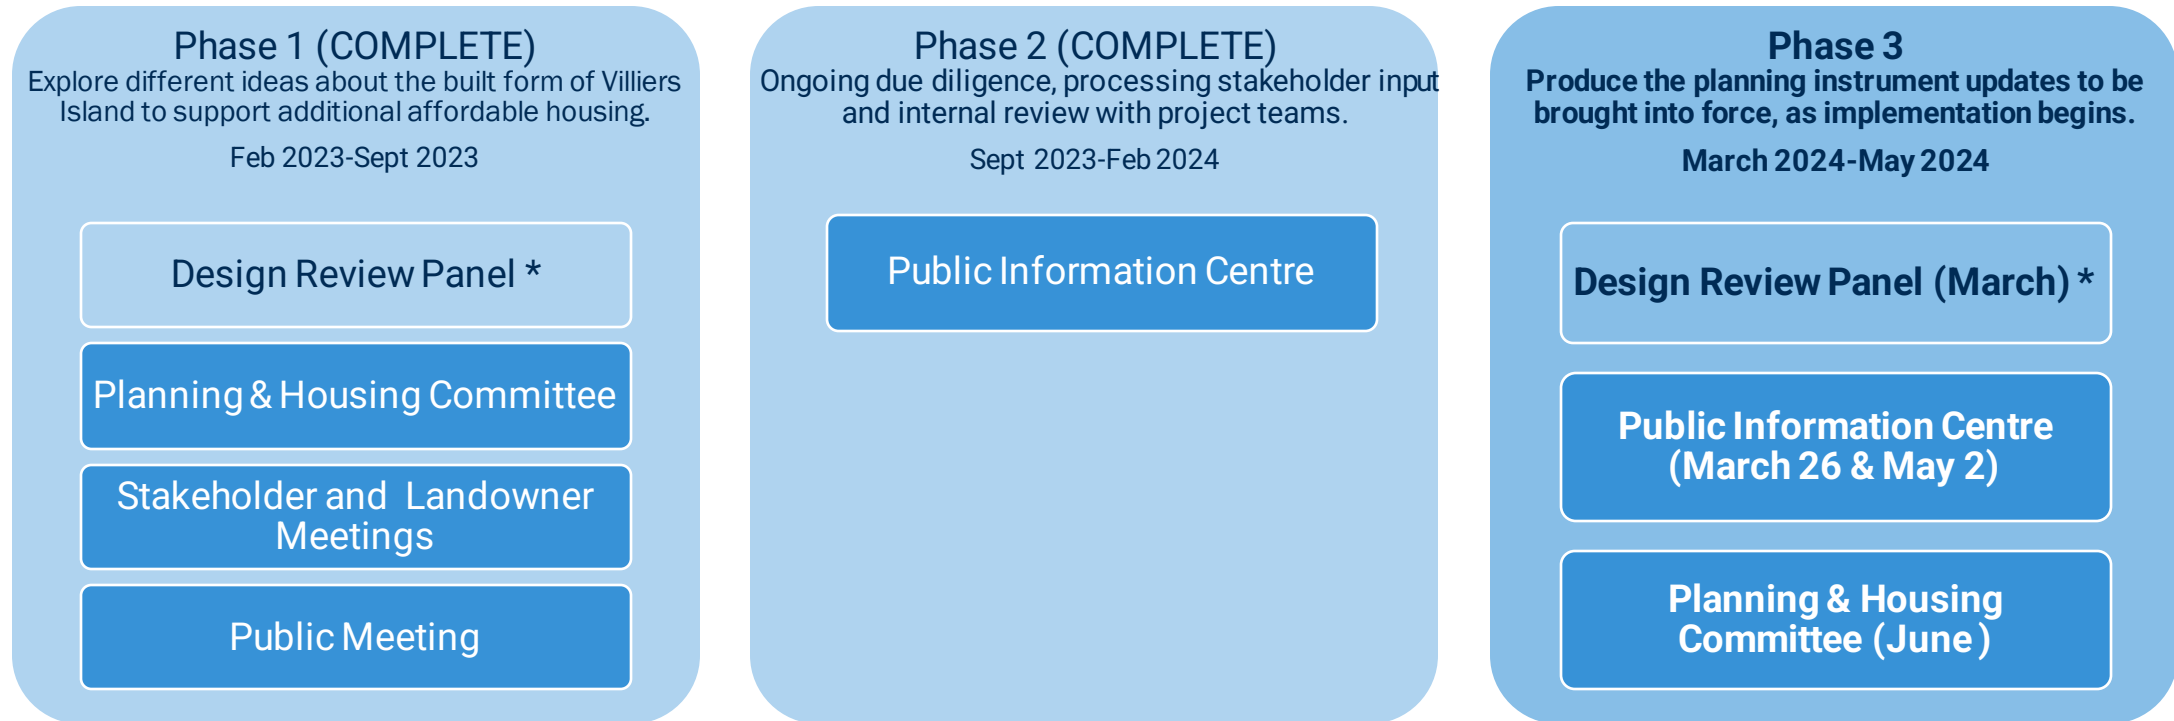 Phase 1 (COMPLETE)
Explore different ideas about the built form of Villiers
Island to support additional affordable housing.
Feb 2023-Sept 2023
Design Review Panel *
Planning & Housing Committee
Stakeholder and Landowner
Meetings
Public Meeting
Phase 2 (COMPLETE)
Ongoing due diligence, processing stakeholder input
and internal review with project teams.
Sept 2023-Feb 2024
Public Information Centre
Phase 3
Produce the planning instrument updates to be
brought into force, as implementation begins.
March 2024-May 2024
Design Review Panel (March) *
Public Information Centre
(March 26 & May 2)
Planning & Housing
Committee (June )